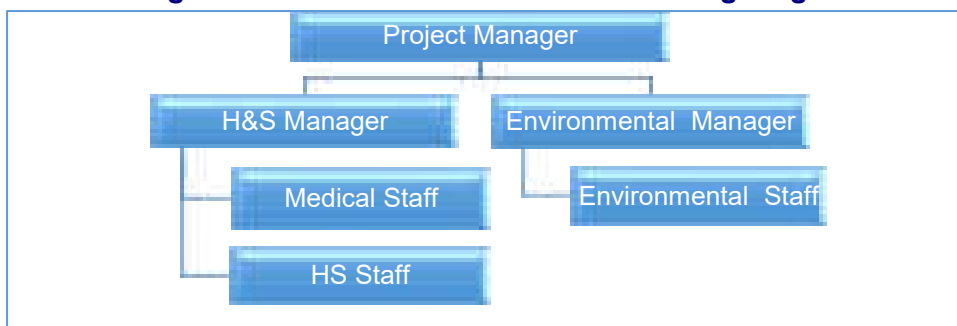 Project Manager
H&S Manager
Environmental Manager
Medical Staff
Environmental Staff
HS Staff